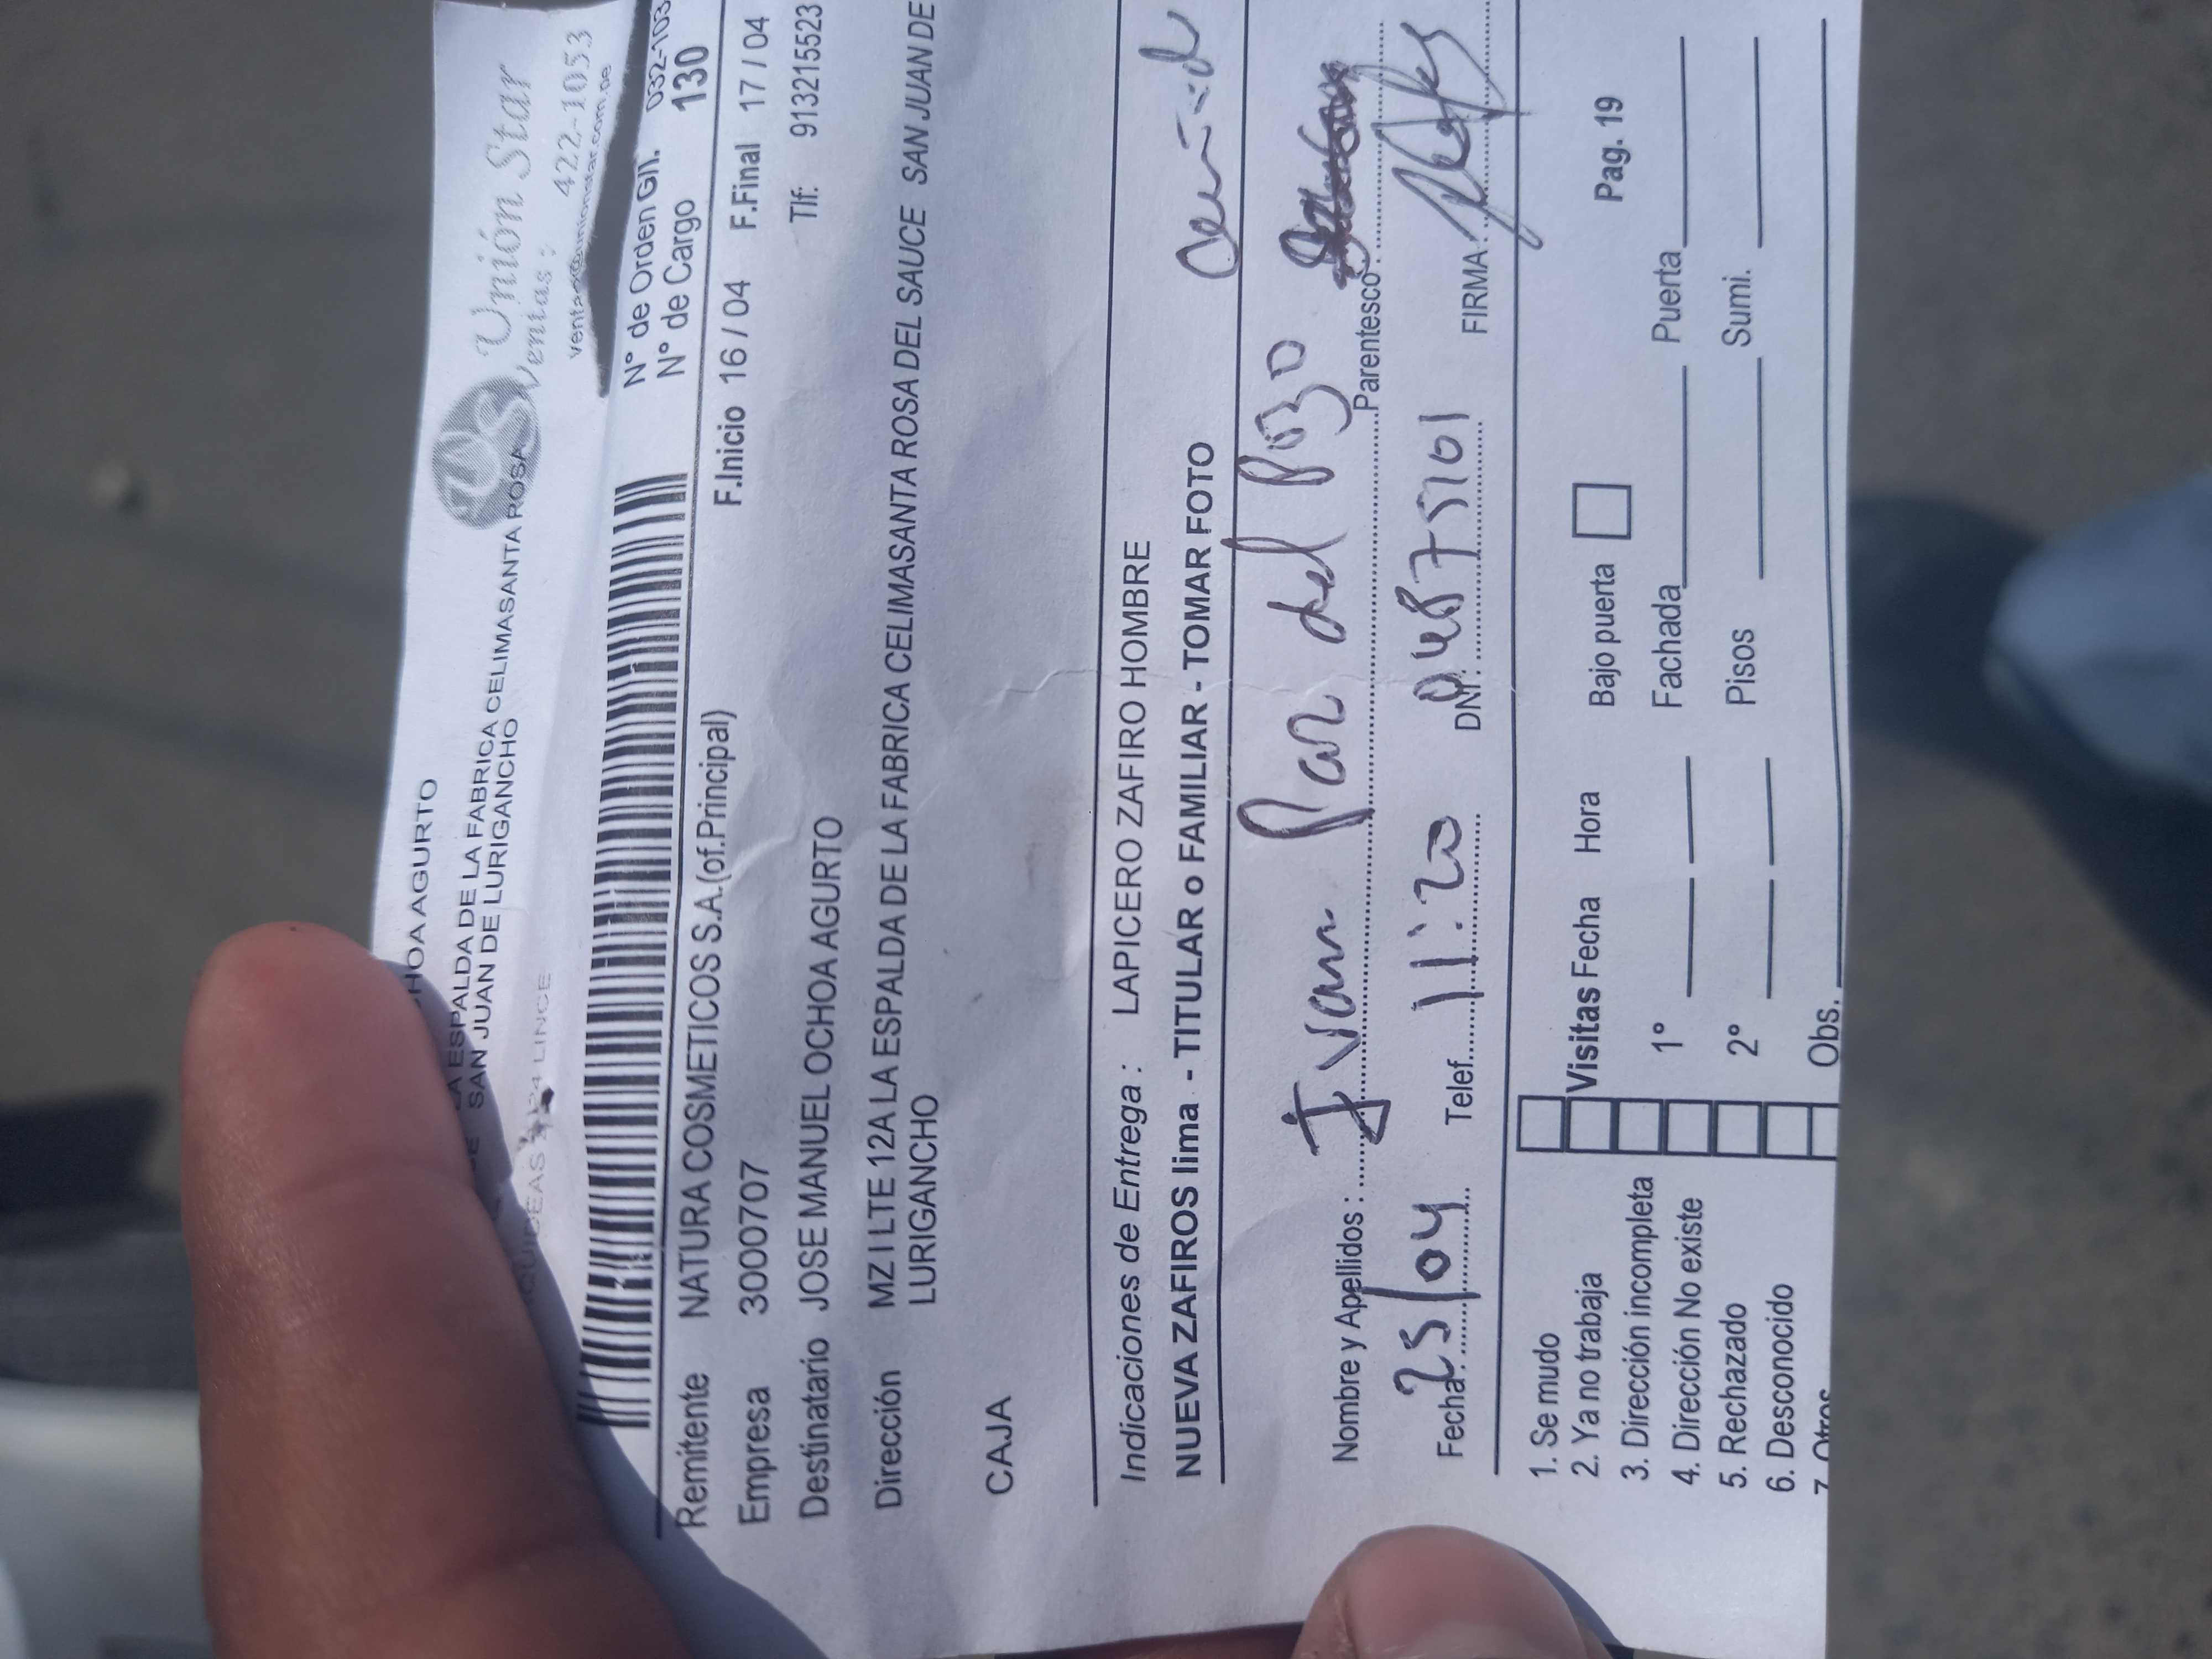 HOA AGURTO
LA ESPALDA DE LA FABRICA CELIMASANTA ROSA
SAN JUAN DE LURIGANCHO
LINCE
Unión Star
Ventas : 422-1053
N° de Orden Gll. 032-103
N° de Cargo 130
Remitente NATURA COSMETICOS S.A.(of.Principal)
F.Inicio 16 / 04 F.Final 17 / 04
Empresa 3000707
Tlf: 913215523
Destinatario JOSE MANUEL OCHOA AGURTO
Dirección MZ I LTE 12A LA ESPALDA DE LA FABRICA CELIMASANTA ROSA DEL SAUCE SAN JUAN DE
LURIGANCHO
CAJA
Indicaciones de Entrega : LAPICERO ZAFIRO HOMBRE
NUEVA ZAFIROS lima - TITULAR o FAMILIAR - TOMAR FOTO
Nombre y Apellidos : Ivan Paz del Pozo Parentesco
Fecha: 25/04 Telef. 11:20 DNI. FIRMA:
1. Se mudo
2. Ya no trabaja Visitas Fecha Hora Bajo puerta Pag. 19
3. Dirección incompleta
4. Dirección No existe 1° Fachada Puerta
5. Rechazado 2° Pisos Sumi.
6. Desconocido
7. Otros Obs.